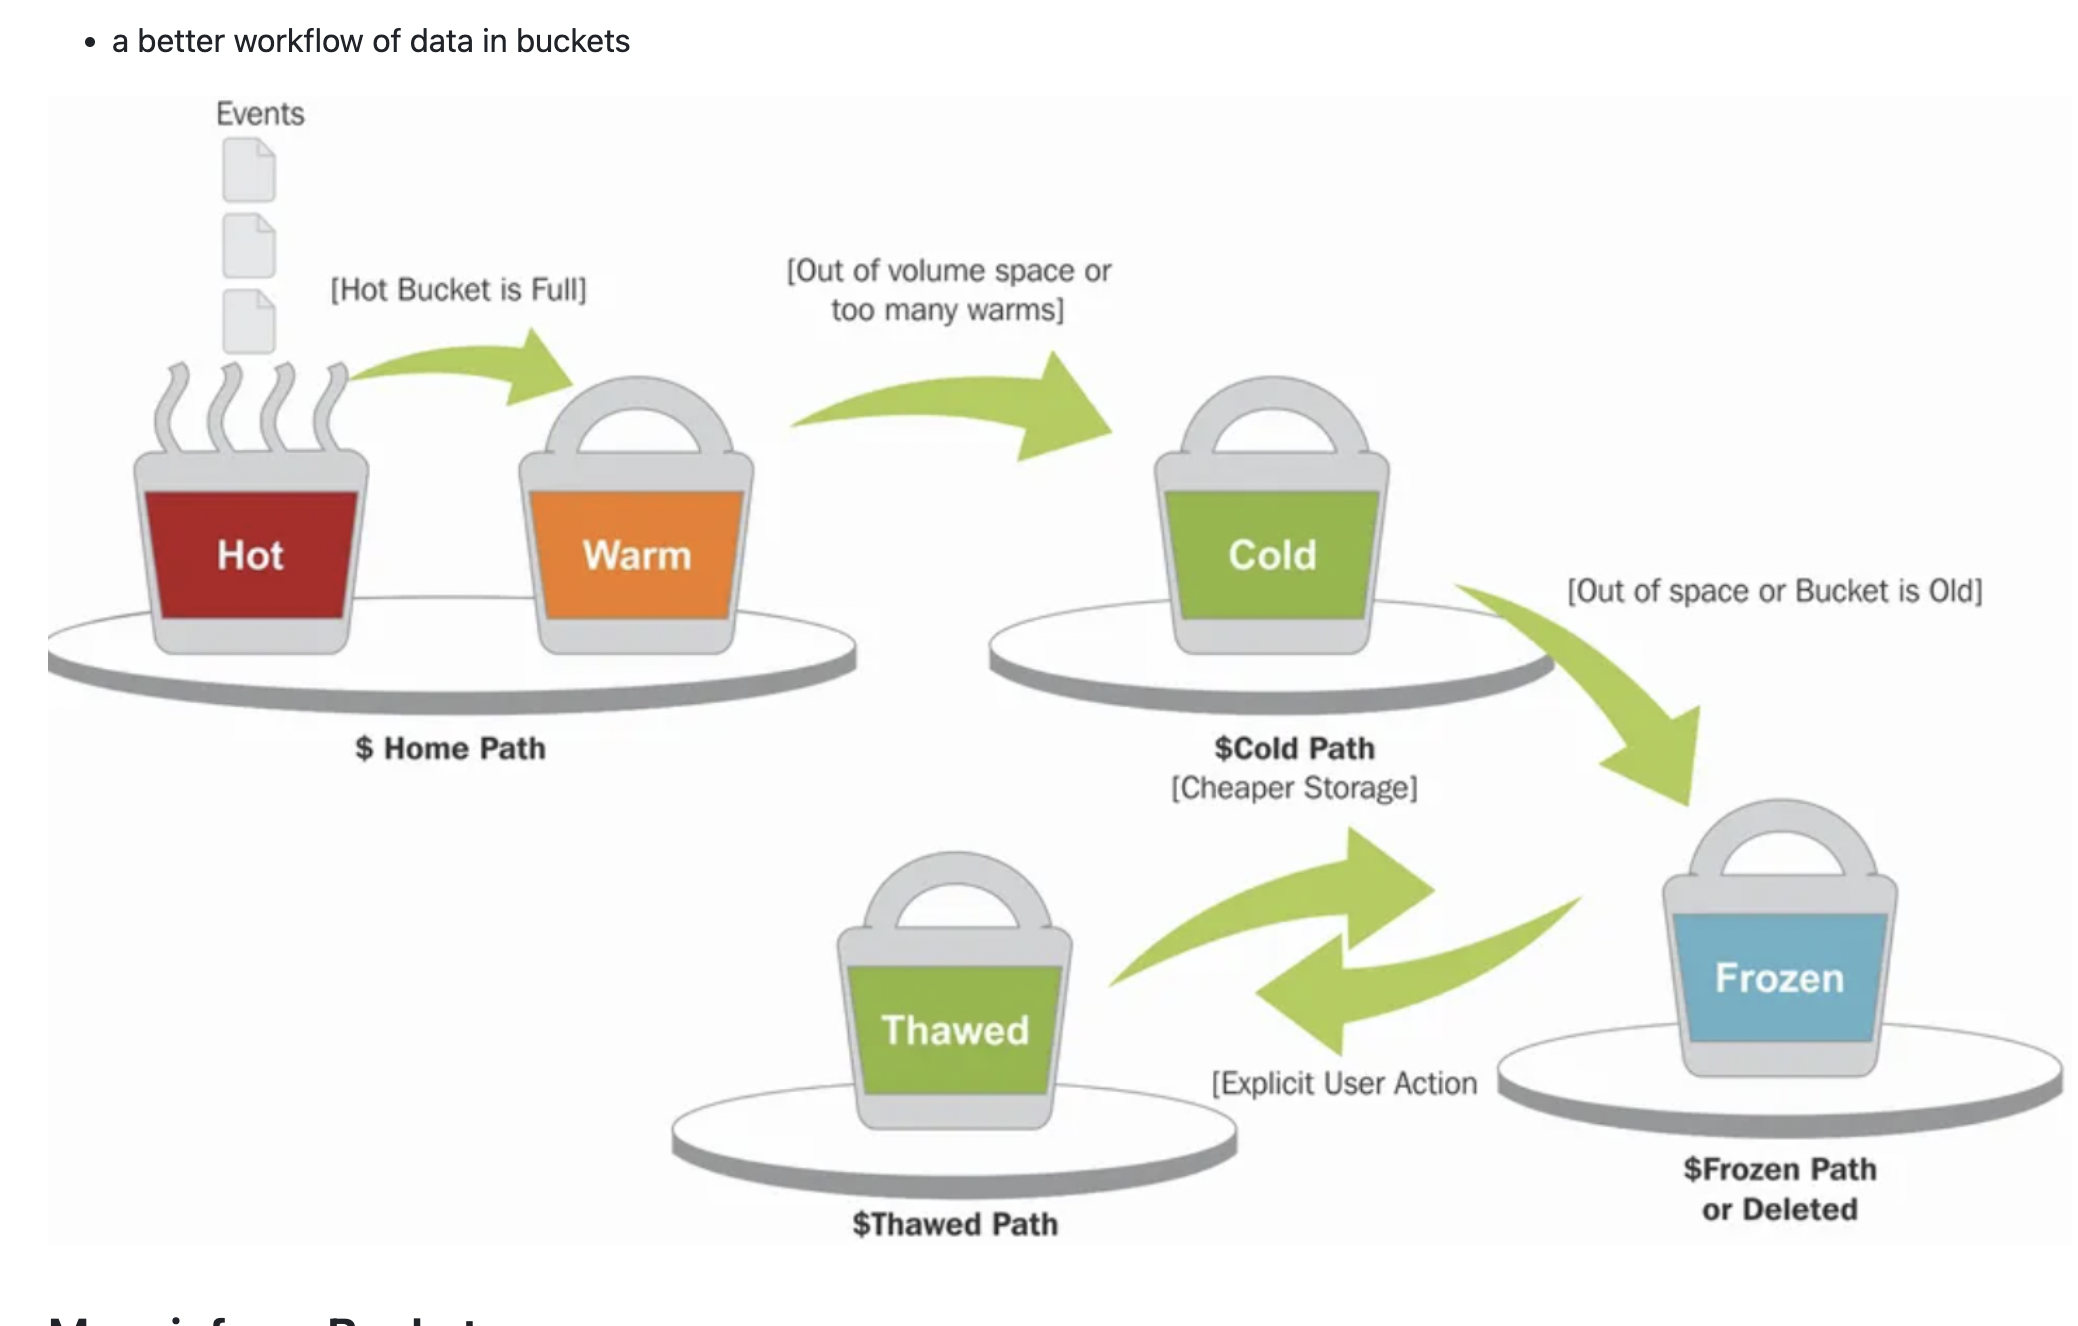 • a better workflow of data in buckets
Events
[Hot Bucket is Full]
[Out of volume space or
too many warms]
Hot
Warm
Cold
[Out of space or Bucket is Old]
$ Home Path
$Cold Path
[Cheaper Storage]
Frozen
Thawed
[Explicit User Action
$Frozen Path
or Deleted
$Thawed Path